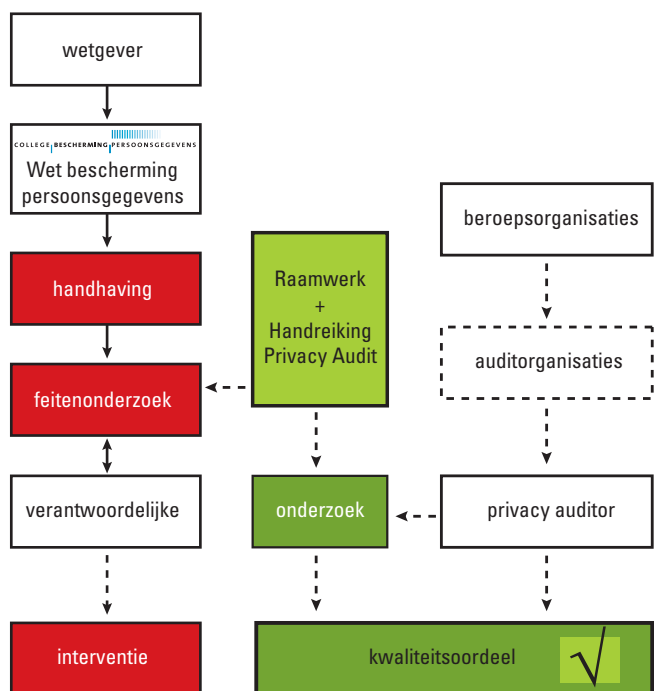 wetgever
COLLEGE BESCHERMING PERSOONSGEGEVENS
Wet bescherming
persoonsgegevens
handhaving
feitenonderzoek
verantwoordelijke
interventie
Raamwerk
+
Handreiking
Privacy Audit
onderzoek
beroepsorganisaties
auditorganisaties
privacy auditor
kwaliteitsoordeel